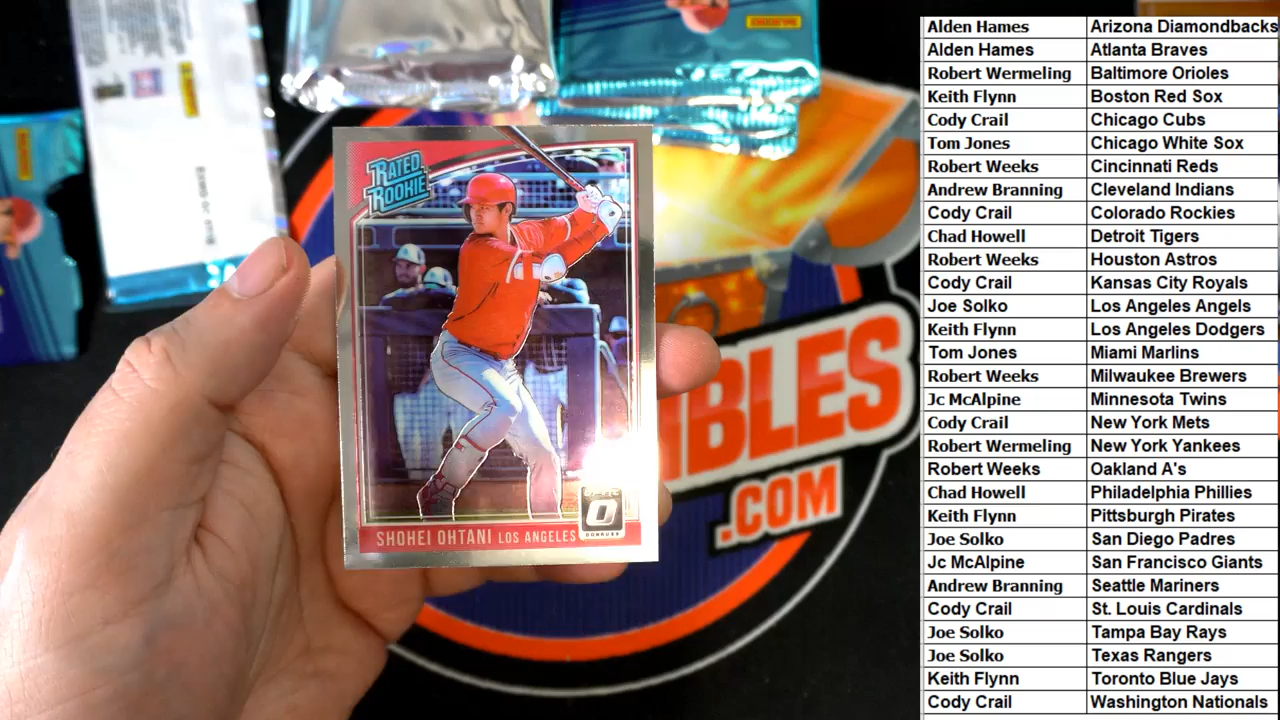 RATED
ROOKIE
SHOHEI OHTANI LOS ANGELES
OPTIC
O
DONRUSS
IBLES
.COM
Alden Hames Arizona Diamondbacks
Alden Hames Atlanta Braves
Robert Wermeling Baltimore Orioles
Keith Flynn Boston Red Sox
Cody Crail Chicago Cubs
Tom Jones Chicago White Sox
Robert Weeks Cincinnati Reds
Andrew Branning Cleveland Indians
Cody Crail Colorado Rockies
Chad Howell Detroit Tigers
Robert Weeks Houston Astros
Cody Crail Kansas City Royals
Joe Solko Los Angeles Angels
Keith Flynn Los Angeles Dodgers
Tom Jones Miami Marlins
Robert Weeks Milwaukee Brewers
Jc McAlpine Minnesota Twins
Cody Crail New York Mets
Robert Wermeling New York Yankees
Robert Weeks Oakland A's
Chad Howell Philadelphia Phillies
Keith Flynn Pittsburgh Pirates
Joe Solko San Diego Padres
Jc McAlpine San Francisco Giants
Andrew Branning Seattle Mariners
Cody Crail St. Louis Cardinals
Joe Solko Tampa Bay Rays
Joe Solko Texas Rangers
Keith Flynn Toronto Blue Jays
Cody Crail Washington Nationals